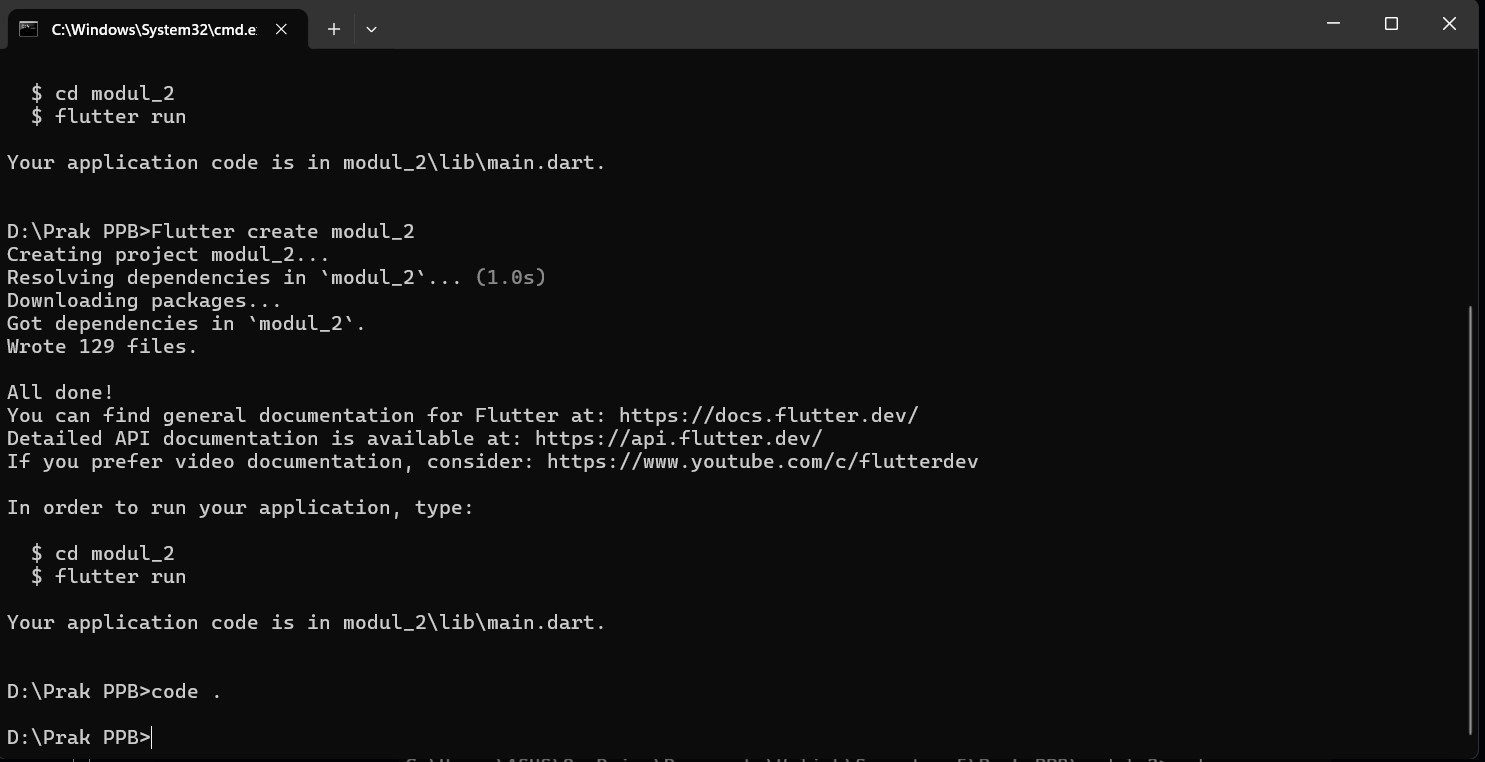 C:\Windows\System32\cmd.e
$ cd modul_2
$ flutter run
Your application code is in modul_2\lib\main.dart.
D:\Prak PPB>Flutter create modul_2
Creating project modul_2...
Resolving dependencies in `modul_2`... (1.0s)
Downloading packages...
Got dependencies in `modul_2`.
Wrote 129 files.
All done!
You can find general documentation for Flutter at: https://docs.flutter.dev/
Detailed API documentation is available at: https://api.flutter.dev/
If you prefer video documentation, consider: https://www.youtube.com/c/flutterdev
In order to run your application, type:
$ cd modul_2
$ flutter run
Your application code is in modul_2\lib\main.dart.
D:\Prak PPB>code .
D:\Prak PPB>